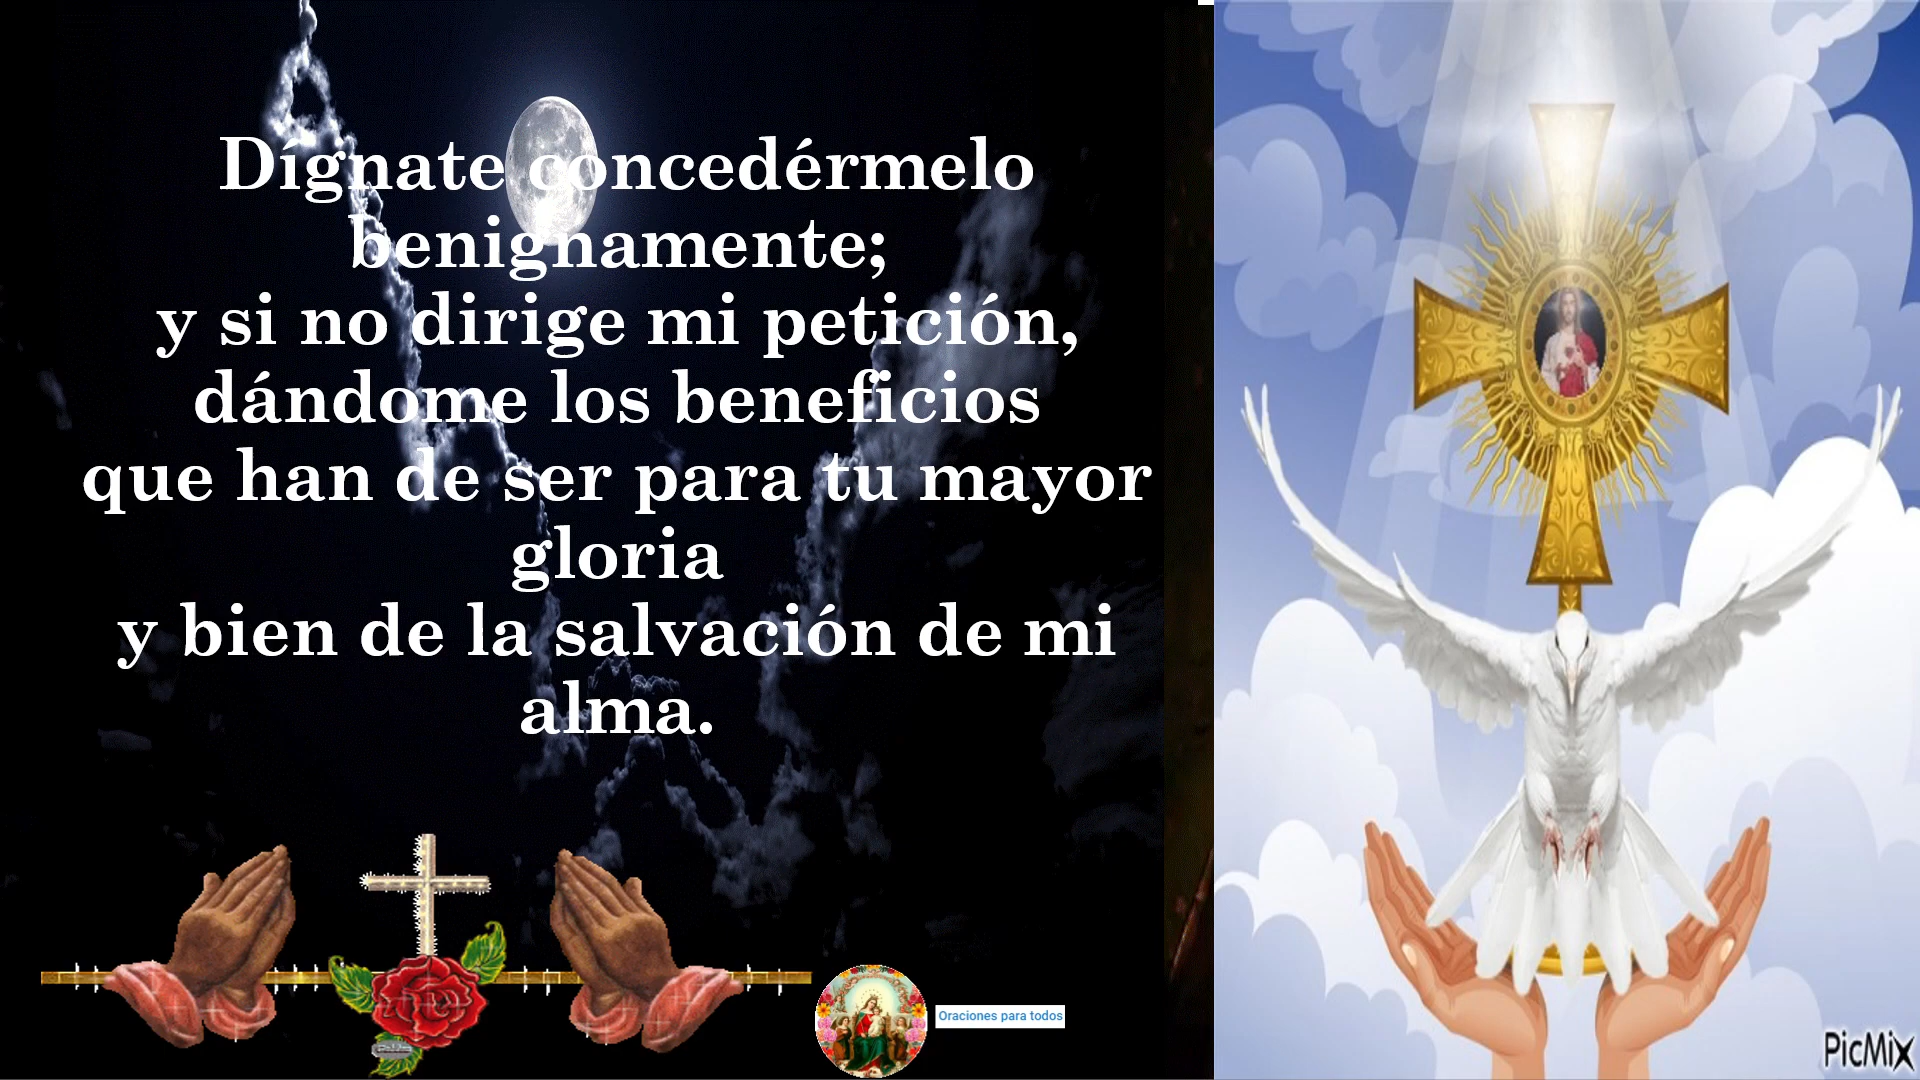 Dígnate concedérmelo
benignamente;
y si no dirige mi petición,
dándome los beneficios
que han de ser para tu mayor
gloria
y bien de la salvación de mi
alma.
Oraciones para todos
PicMix